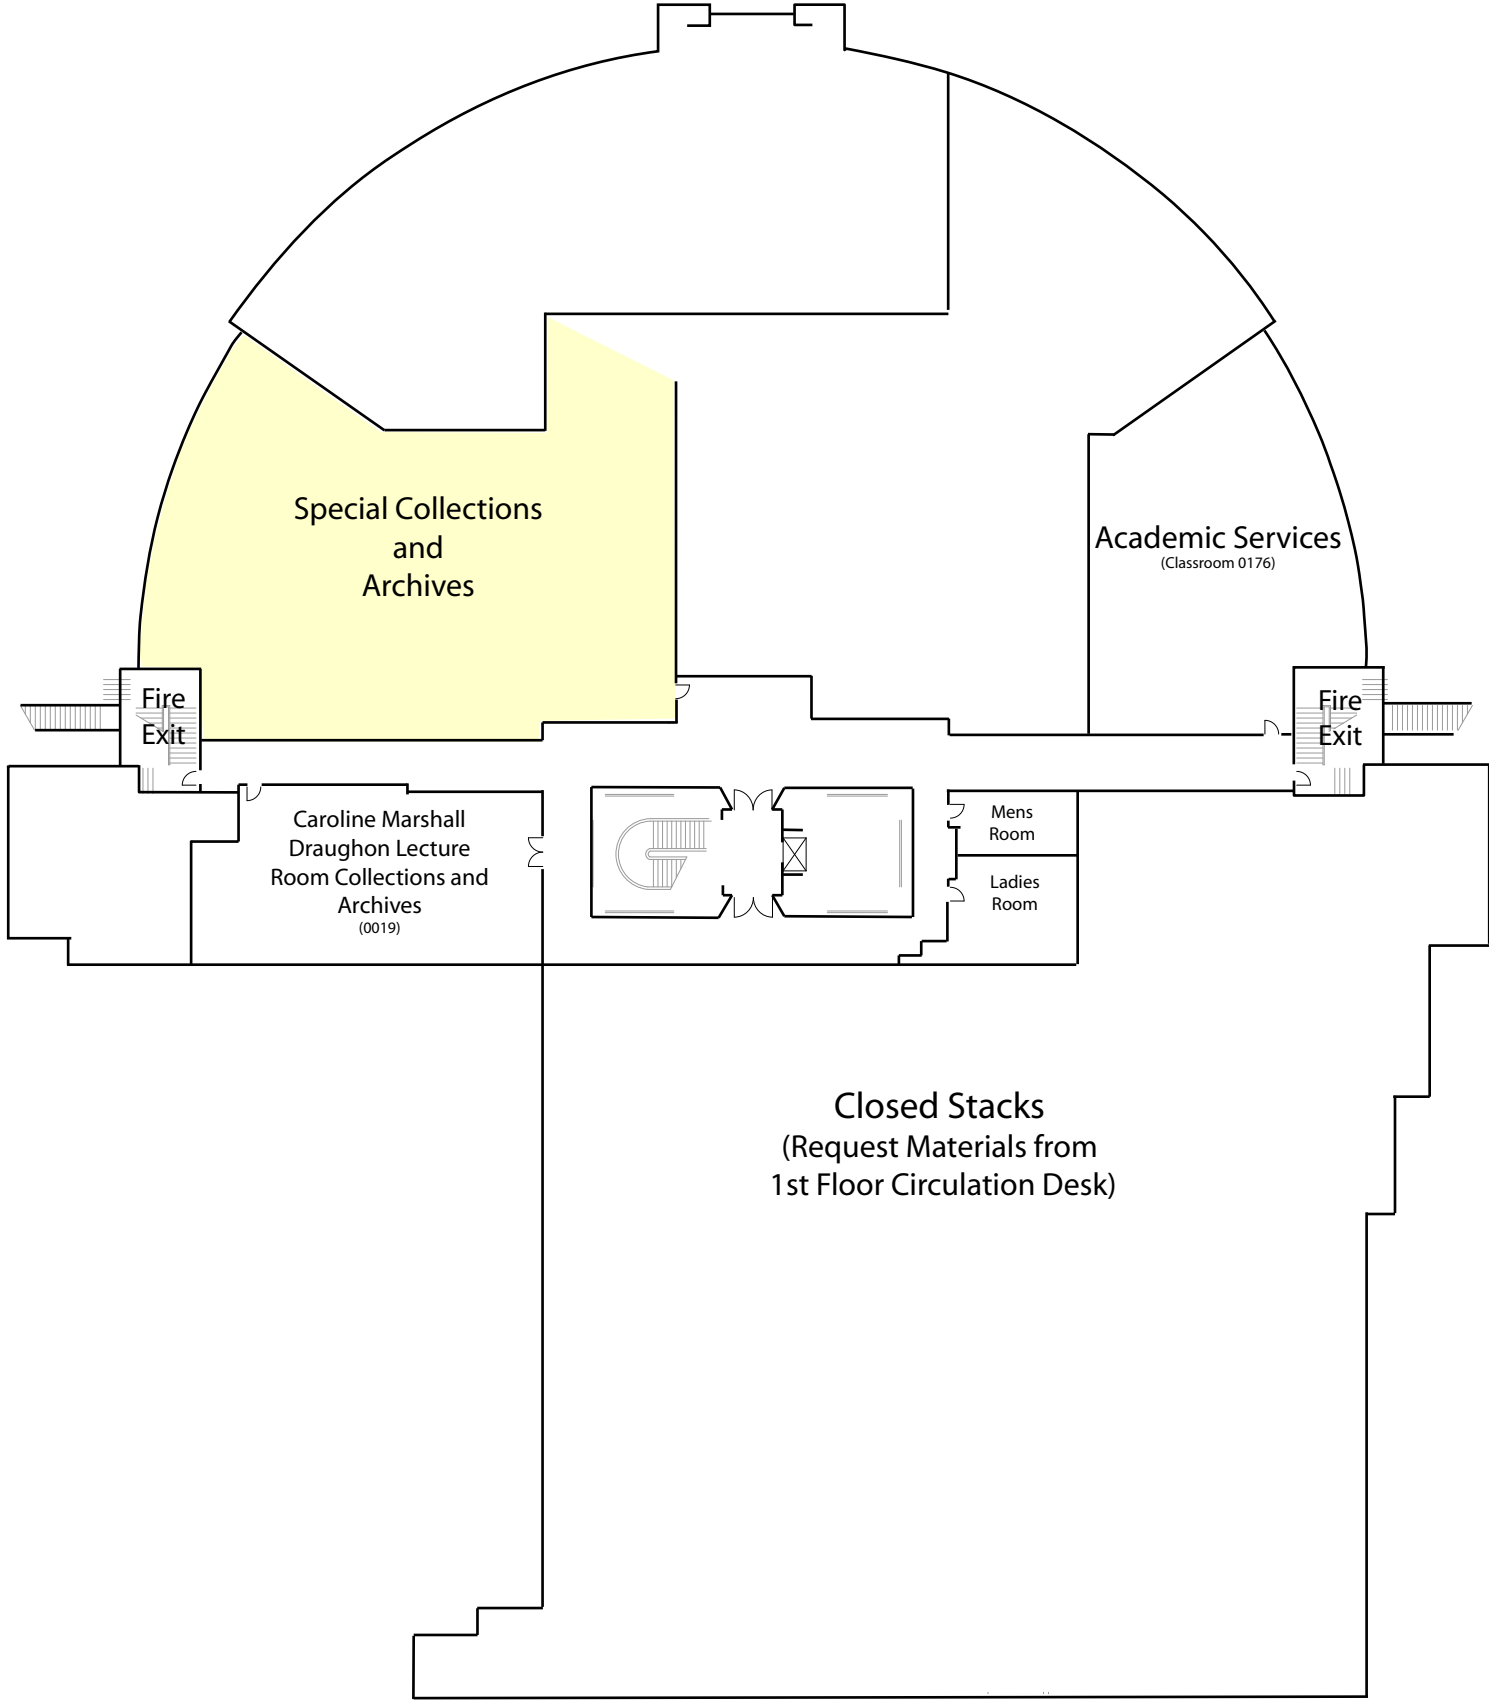 Special Collections
and
Archives
Academic Services
(Classroom 0176)
Fire
Exit
Fire
Exit
Caroline Marshall
Draughon Lecture
Room Collections and
Archives
(0019)
Mens
Room
Ladies
Room
Closed Stacks
(Request Materials from
1st Floor Circulation Desk)